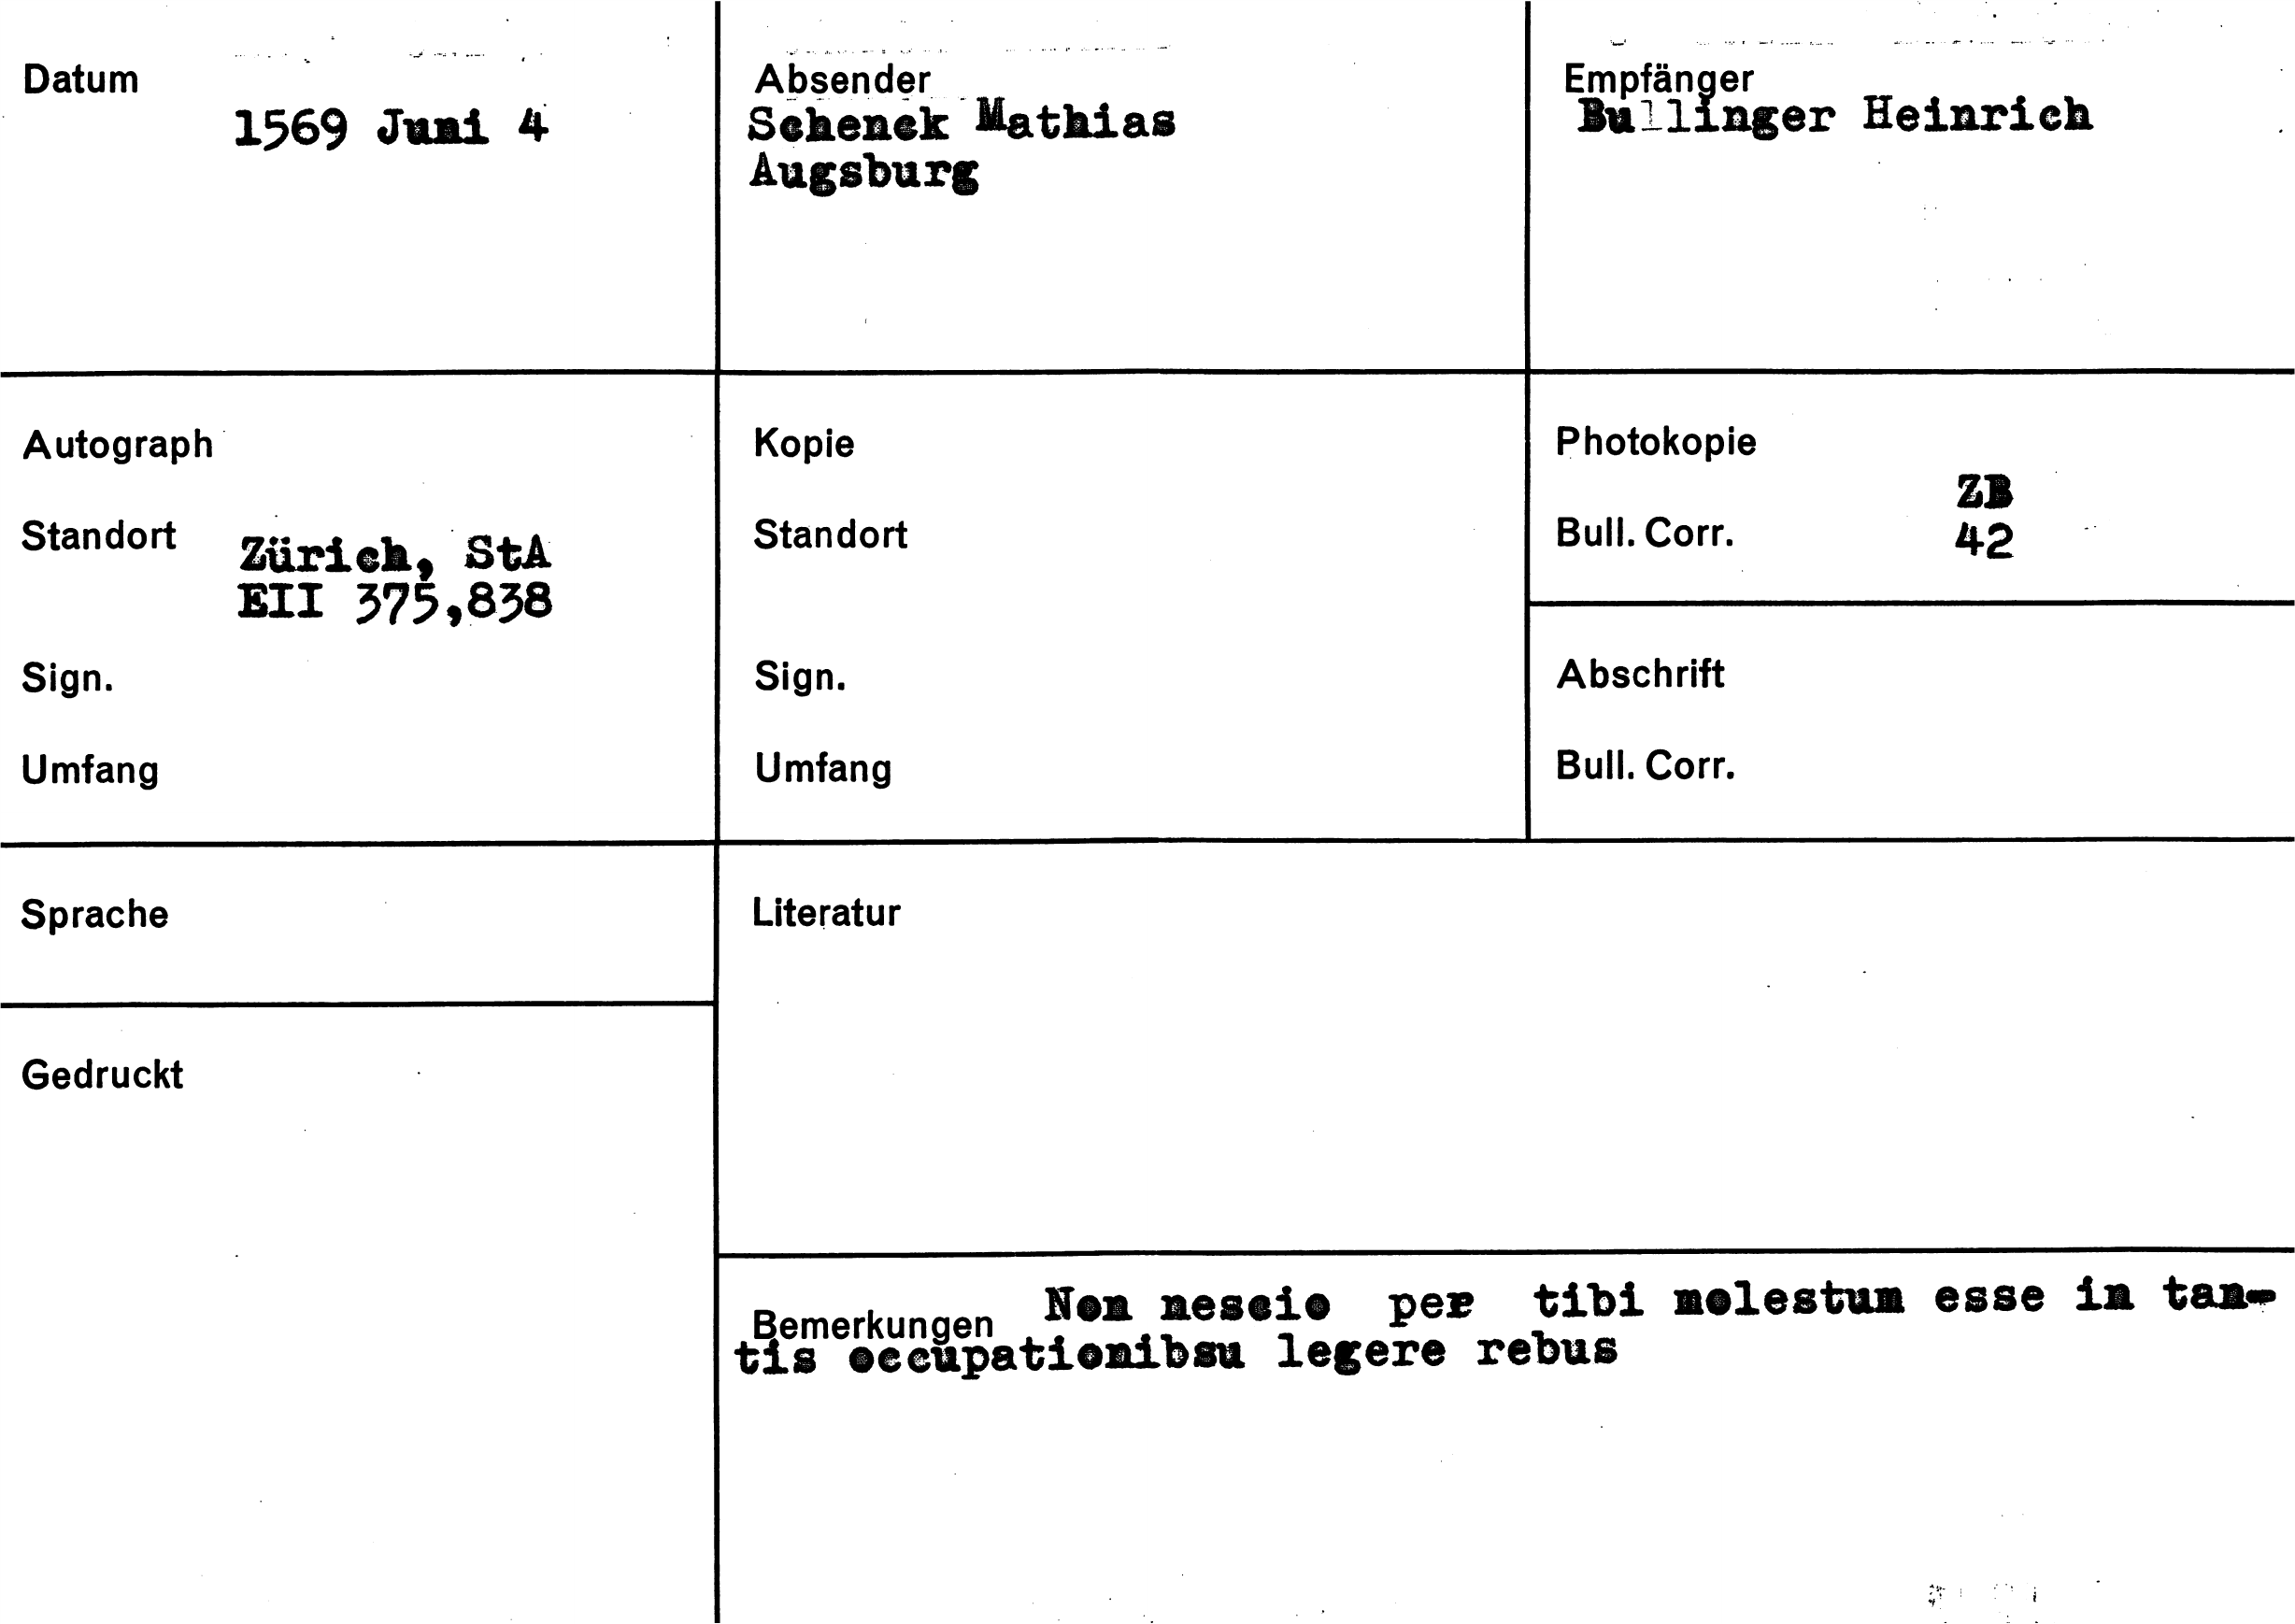 Datum
1569 Juni 4
Absender
Schenck Mathias
Augsburg
Empfänger
Bullinger Heinrich
Autograph
Standort
Zürich, StA
EII 375,838
Sign.
Umfang
Kopie
Standort
Sign.
Umfang
Photokopie
ZB
Bull. Corr. 42
Abschrift
Bull. Corr.
Sprache
Literatur
Gedruckt
Bemerkungen Non nescio per tibi molestum esse in tan-
tis occupationibsu legere rebus